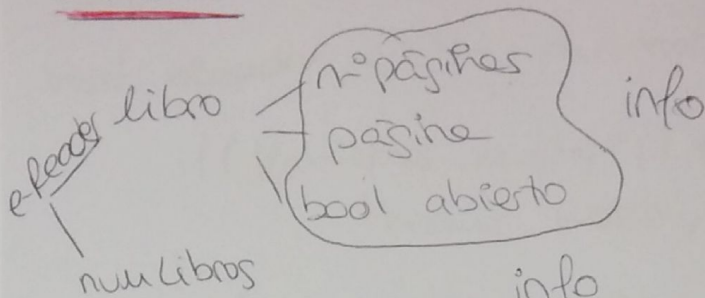 nº páginas
libro
info
e-Reader
página
bool abierto
numLibros
info